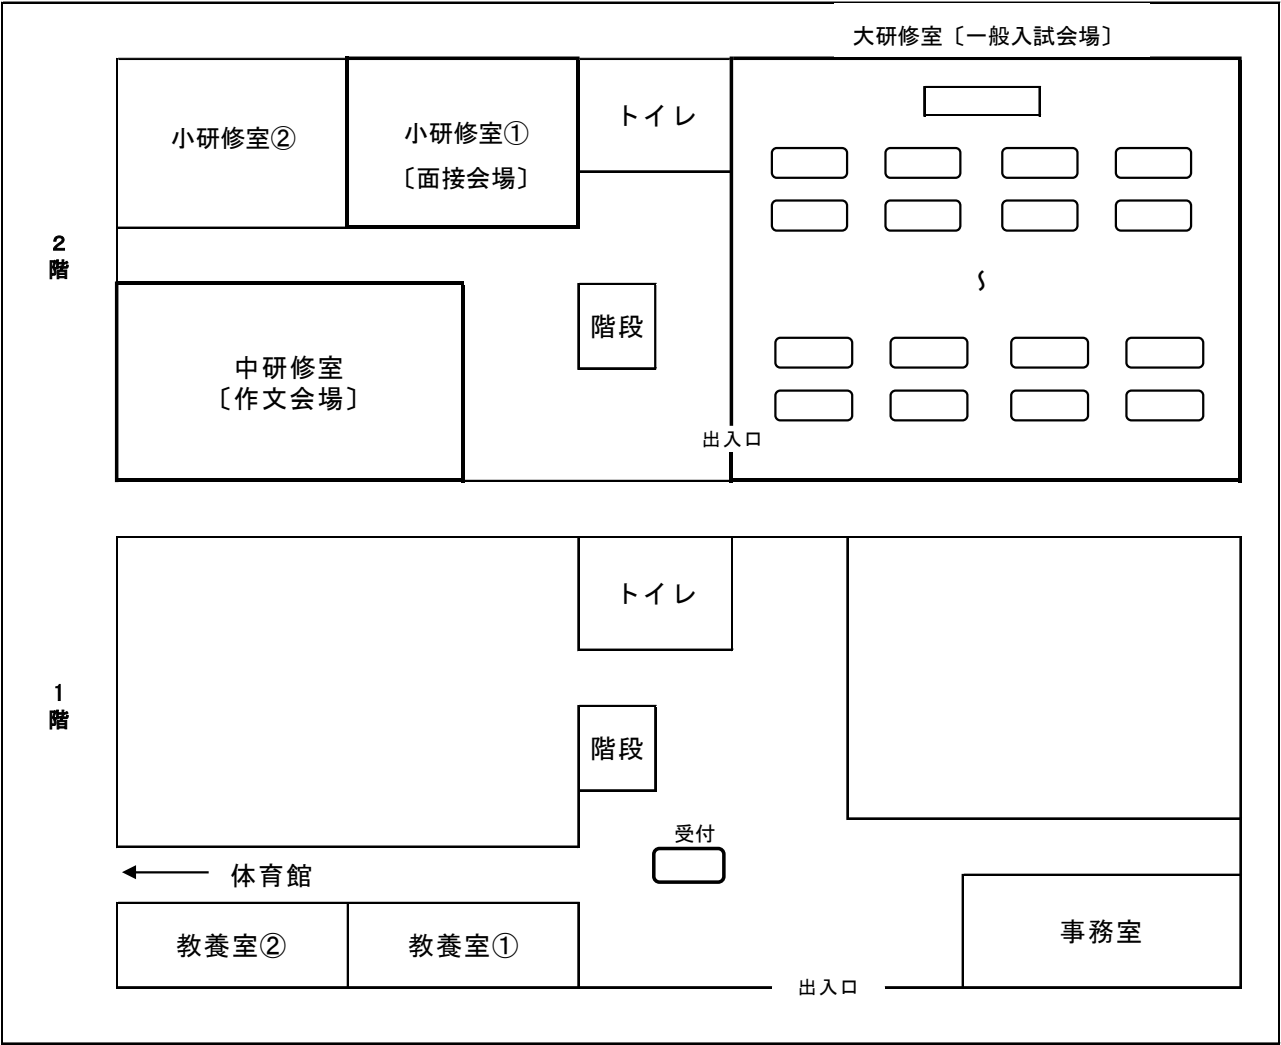 大研修室〔一般入試会場〕
小研修室②
小研修室①
〔面接会場〕
トイレ
2
階
階段
中研修室
〔作文会場〕
〜
出入口
トイレ
1
階
階段
受付
体育館
教養室②
教養室①
事務室
出入口